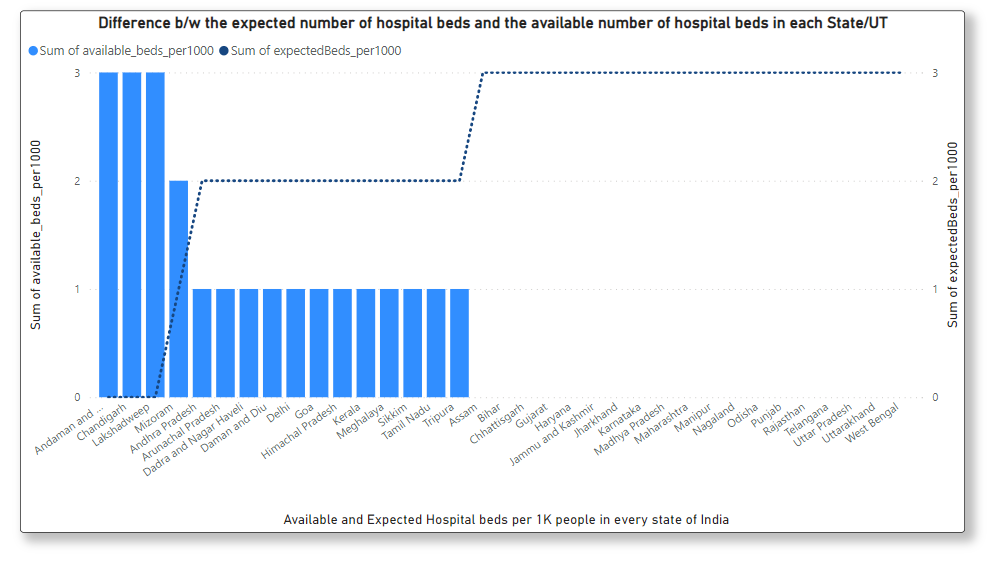 Difference b/w the expected number of hospital beds and the available number of hospital beds in each State/UT
Sum of available_beds_per1000 Sum of expectedBeds_per1000
Sum of available_beds_per1000
3
2
1
0
3
2
1
0
Sum of expectedBeds_per1000
Andaman and ...
Chandigarh
Lakshadweep
Mizoram
Andhra Pradesh
Arunachal Pradesh
Dadra and Nagar Haveli
Daman and Diu
Delhi
Goa
Himachal Pradesh
Kerala
Meghalaya
Sikkim
Tamil Nadu
Tripura
Assam
Bihar
Chhattisgarh
Gujarat
Haryana
Jammu and Kashmir
Jharkhand
Karnataka
Madhya Pradesh
Maharashtra
Manipur
Nagaland
Odisha
Punjab
Rajasthan
Telangana
Uttar Pradesh
Uttarakhand
West Bengal
Available and Expected Hospital beds per 1K people in every state of India